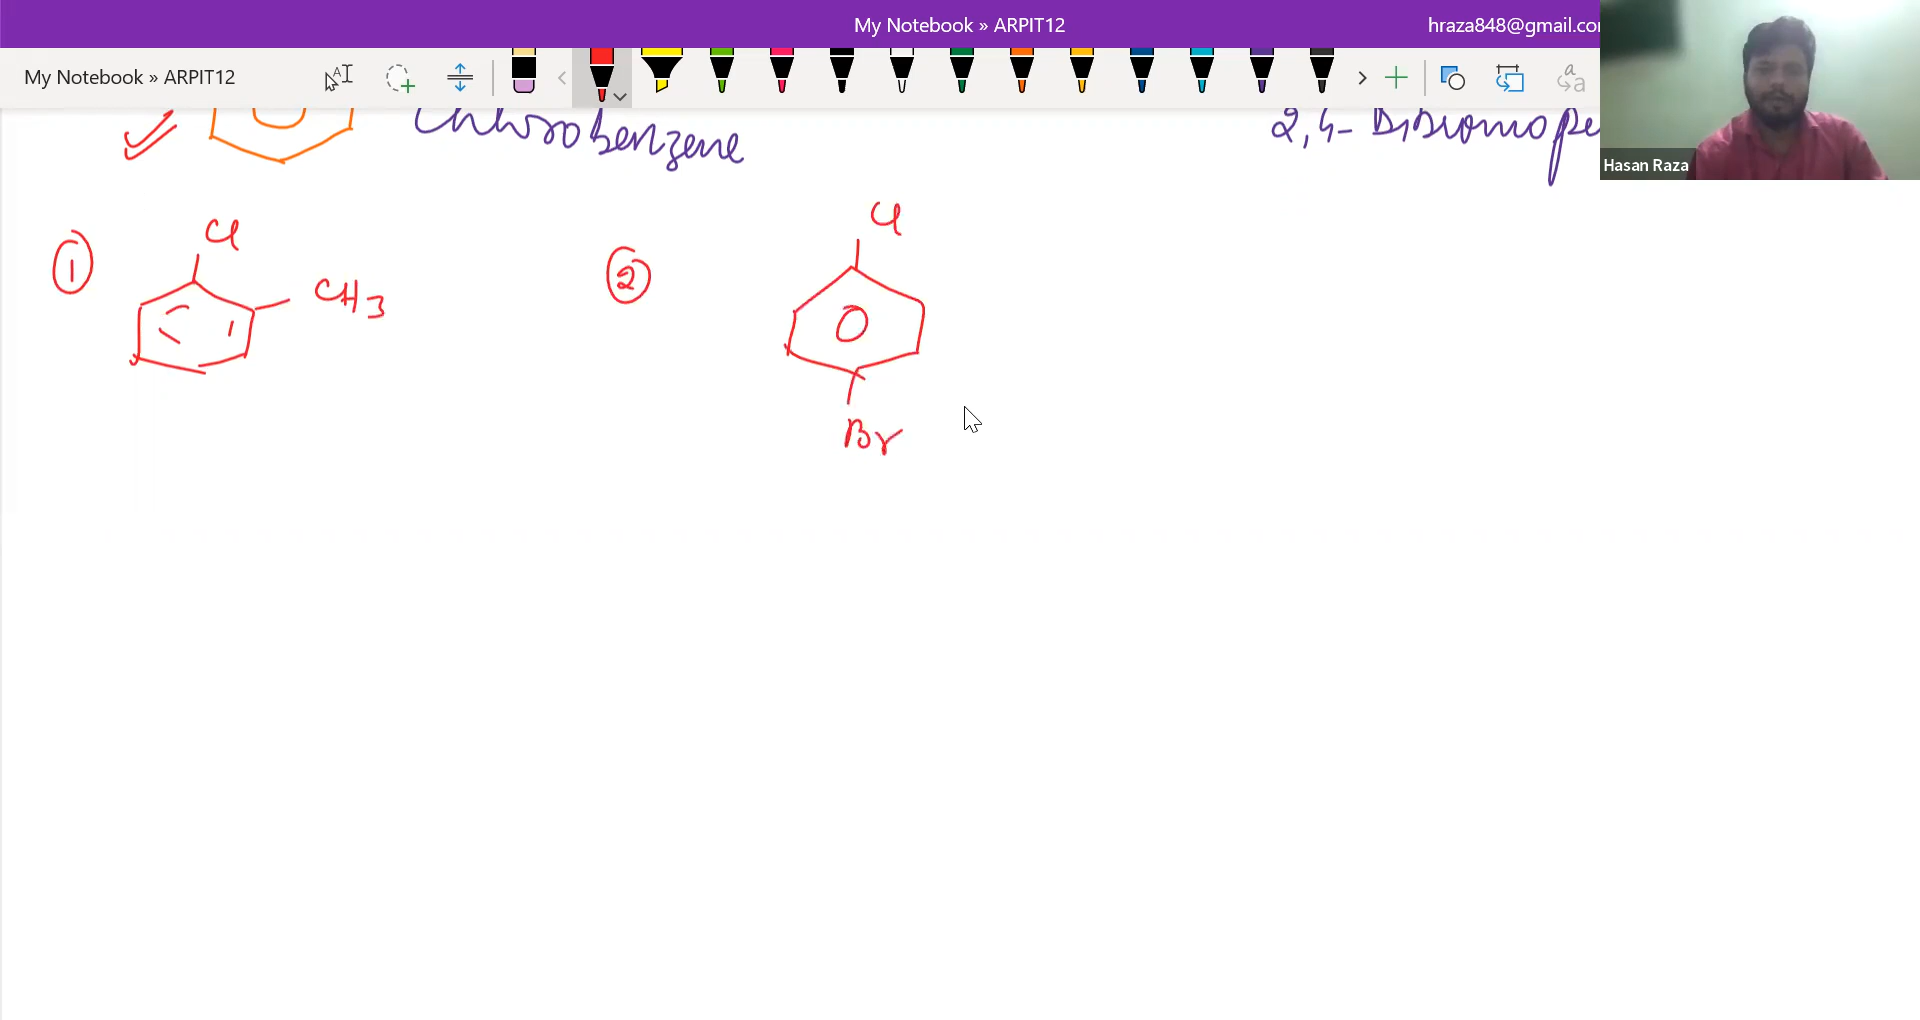 My Notebook » ARPIT12
hraza848@gmail.co
My Notebook » ARPIT12
Hasan Raza
Chlorobenzene
2,4-
① Cl
CH3
② Cl
Br